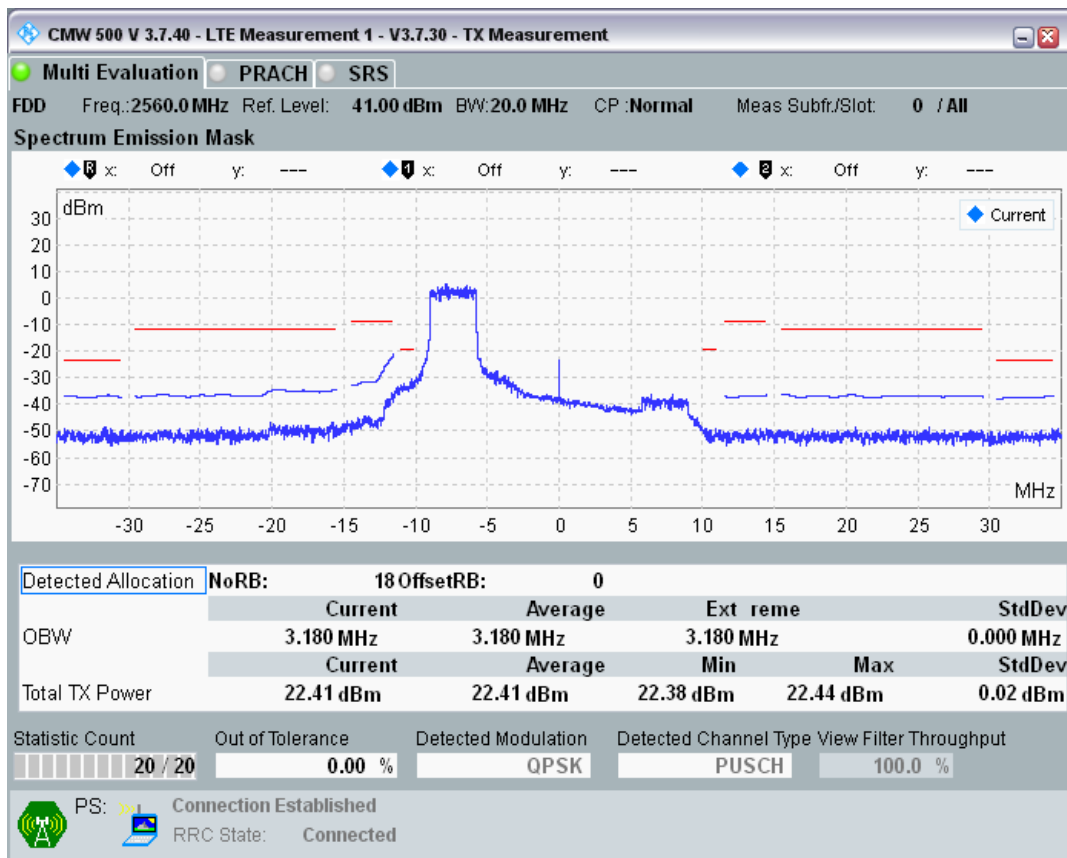 CMW 500 V 3.7.40 - LTE Measurement 1 - V3.7.30 - TX Measurement
Multi Evaluation PRACH SRS
FDD Freq.:2560.0 MHz Ref. Level: 41.00 dBm BW:20.0 MHz CP :Normal Meas Subfr./Slot: 0 / All
Spectrum Emission Mask
R x: Off y: --- 1 x: Off y: --- 2 x: Off y: ---
dBm
Current
30
20
10
0
-10
-20
-30
-40
-50
-60
-70
MHz
-30 -25 -20 -15 -10 -5 0 5 10 15 20 25 30
Detected Allocation NoRB: 18 OffsetRB: 0
Current Average Ext reme StdDev
OBW 3.180 MHz 3.180 MHz 3.180 MHz 0.000 MHz
Current Average Min Max StdDev
Total TX Power 22.41 dBm 22.41 dBm 22.38 dBm 22.44 dBm 0.02 dBm
Statistic Count Out of Tolerance Detected Modulation Detected Channel Type View Filter Throughput
20 / 20 0.00 % QPSK PUSCH 100.0 %
PS: Connection Established
RRC State: Connected